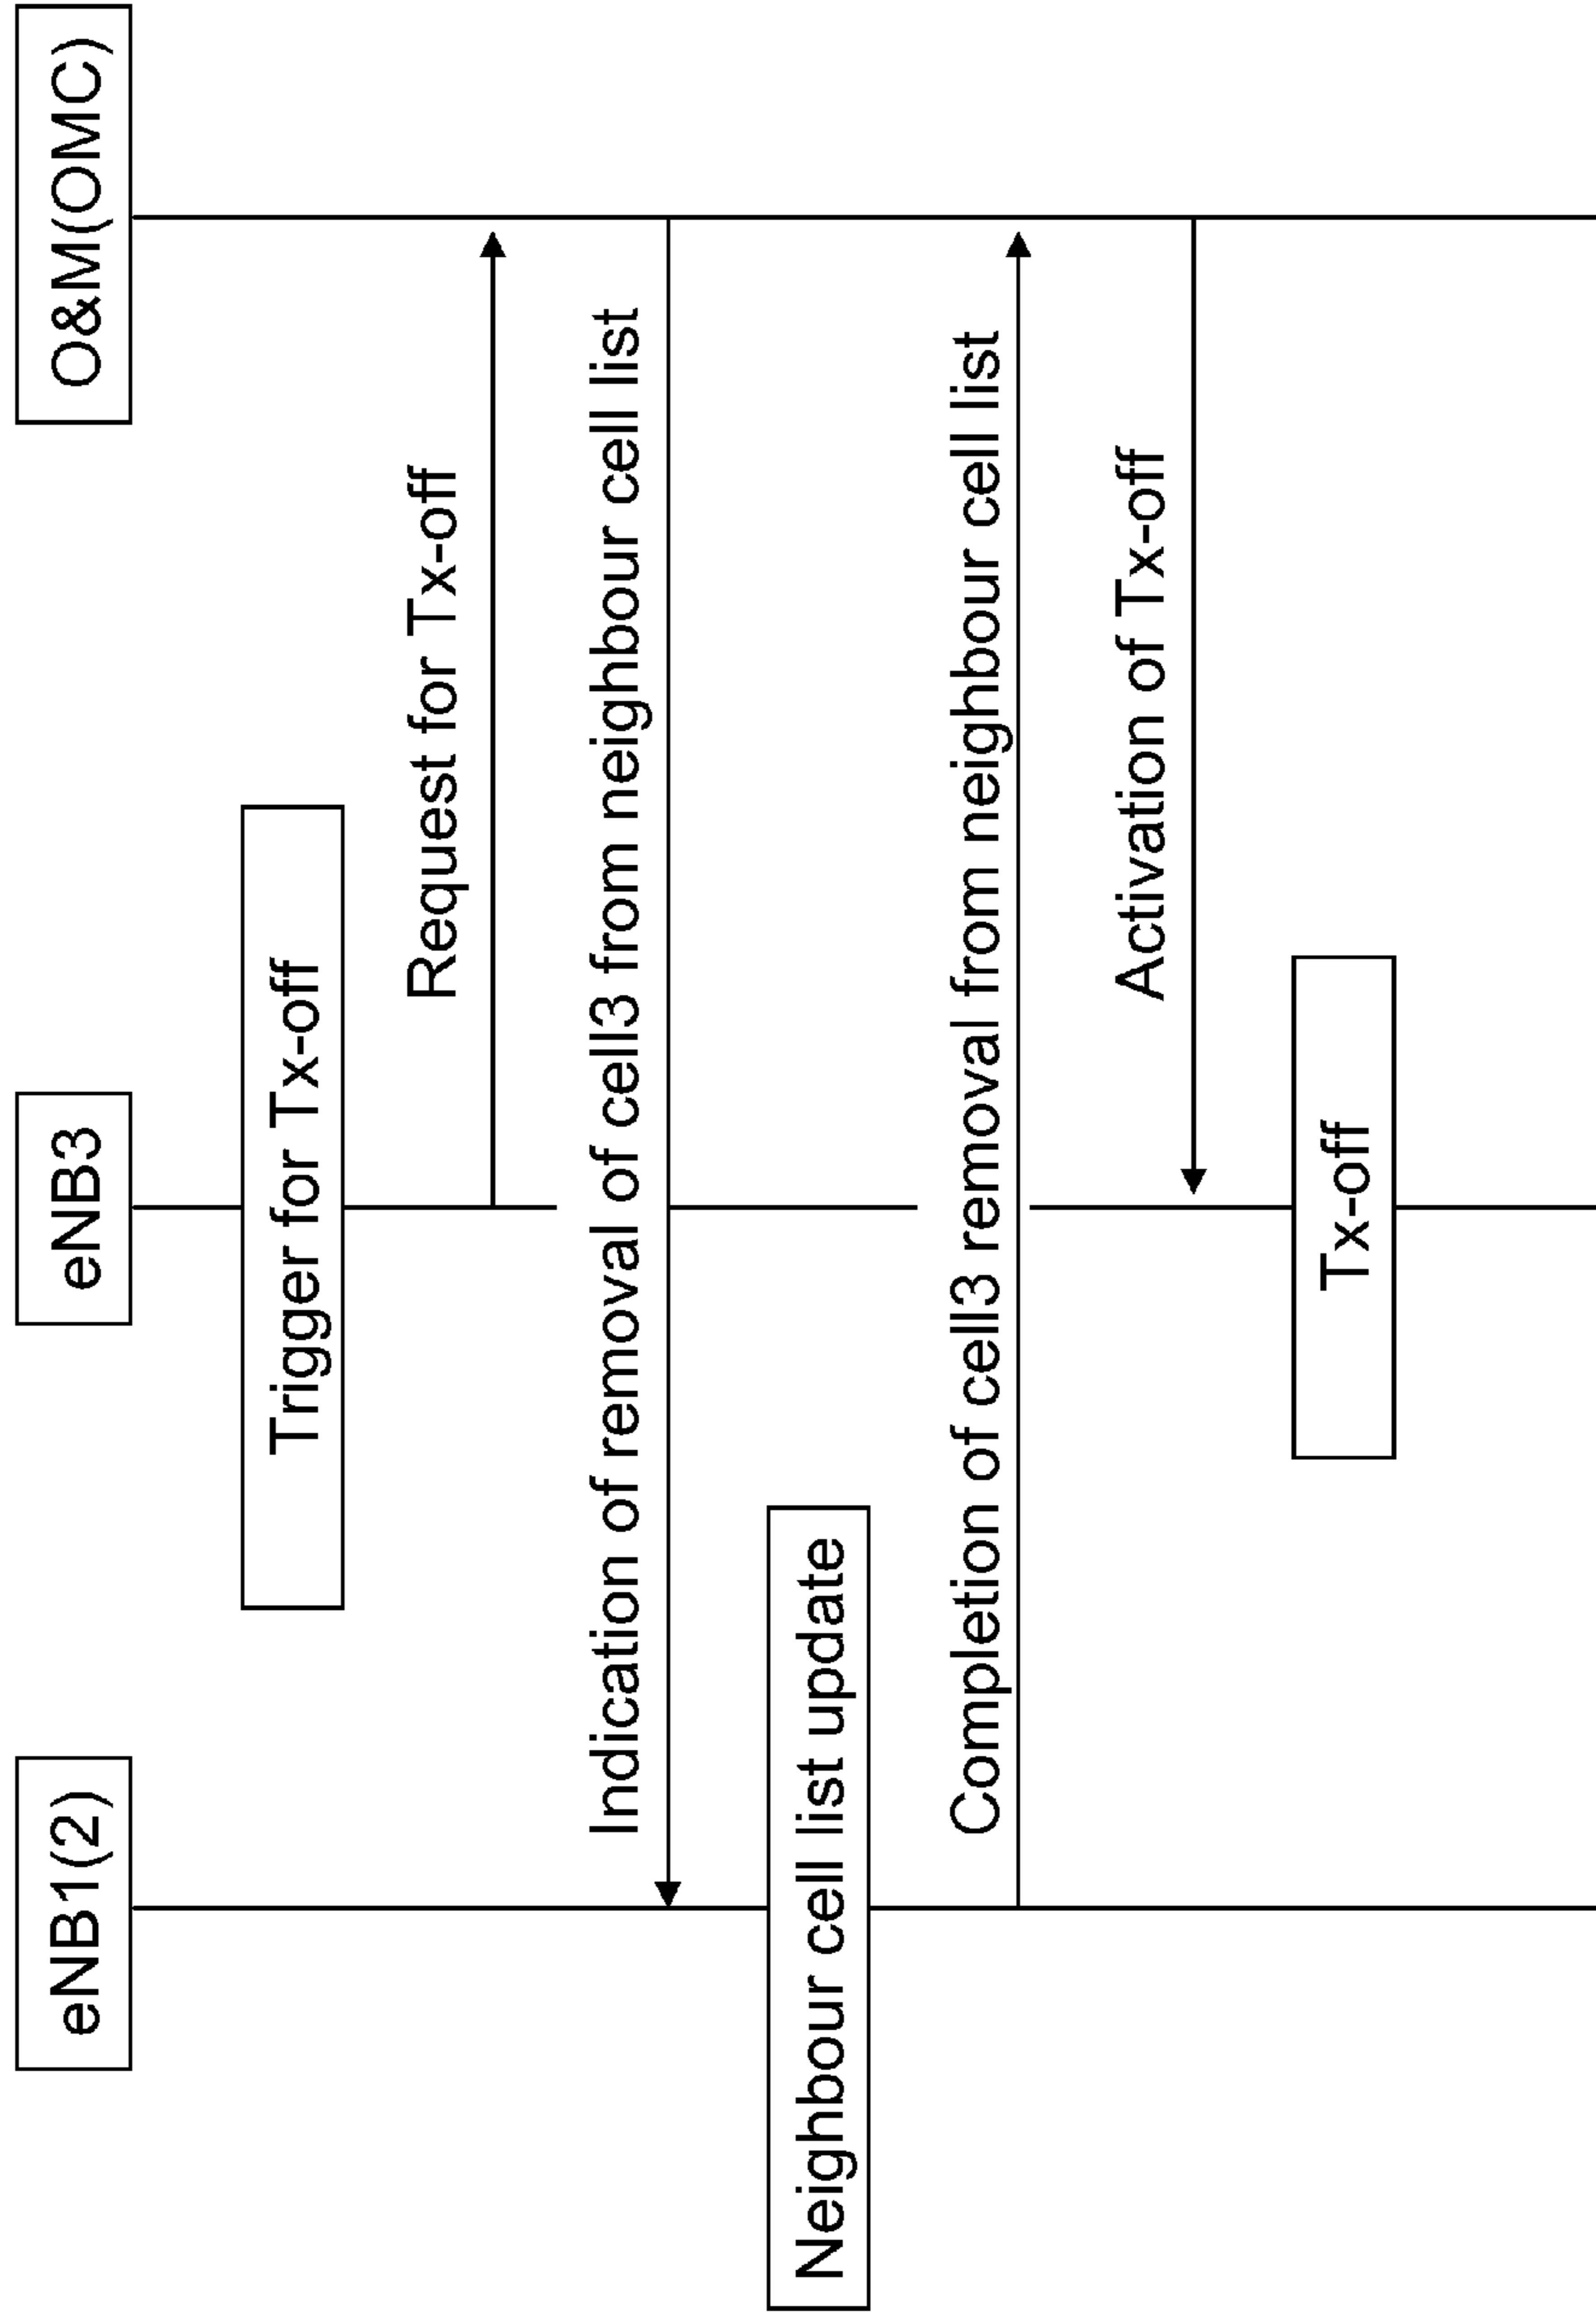 eNB1(2)
eNB3
O&M(OMC)
Trigger for Tx-off
Request for Tx-off
Indication of removal of cell3 from neighbour cell list
Neighbour cell list update
Completion of cell3 removal from neighbour cell list
Activation of Tx-off
Tx-off